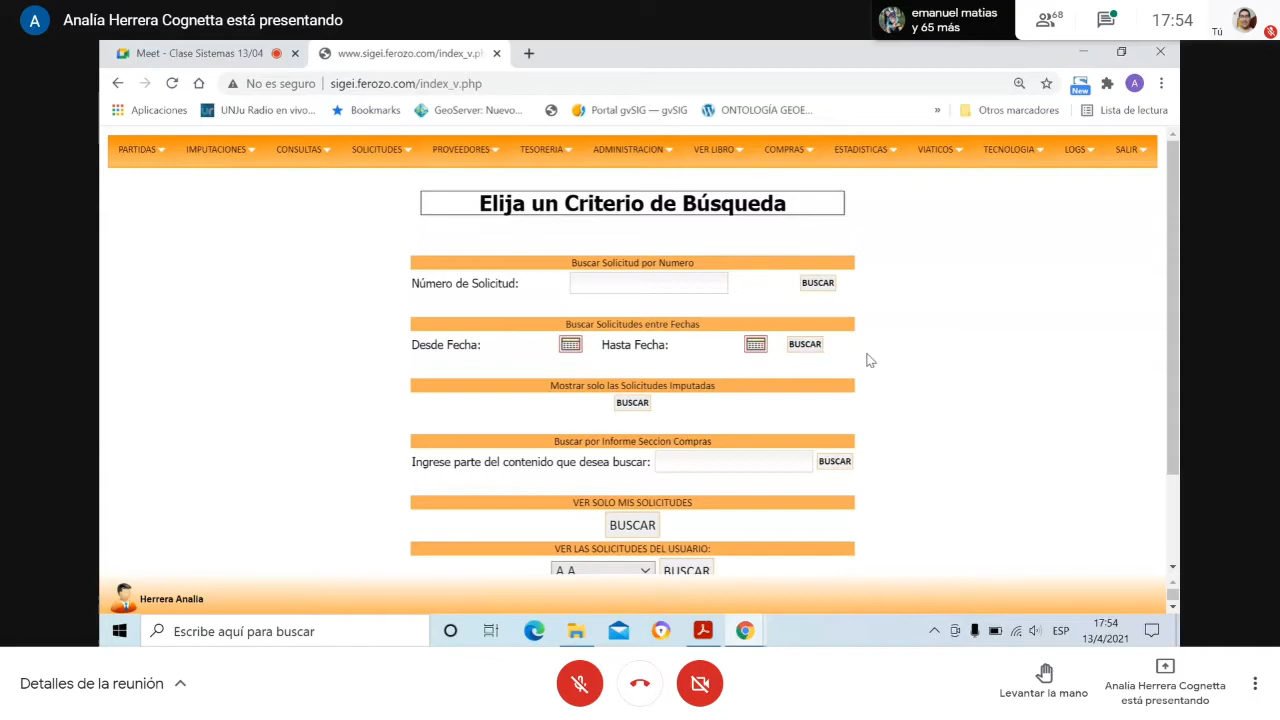 A Analía Herrera Cognetta está presentando
emanuel matias
y 65 más
68
17:54
Tú
Meet - Clase Sistemas 13/04
www.sigei.ferozo.com/index_v.ph
No es seguro sigei.ferozo.com/index_v.php
New
A
Aplicaciones
UNJu Radio en vivo...
Bookmarks
GeoServer: Nuevo...
Portal gvSIG — gvSIG
ONTOLOGÍA GEOE...
»
Otros marcadores
Lista de lectura
PARTIDAS IMPUTACIONES CONSULTAS SOLICITUDES PROVEEDORES TESORERIA ADMINISTRACION VER LIBRO COMPRAS ESTADISTICAS VIATICOS TECNOLOGIA LOGS SALIR
Elija un Criterio de Búsqueda
Buscar Solicitud por Numero
Número de Solicitud: BUSCAR
Buscar Solicitudes entre Fechas
Desde Fecha: Hasta Fecha: BUSCAR
Mostrar solo las Solicitudes Imputadas
BUSCAR
Buscar por Informe Seccion Compras
Ingrese parte del contenido que desea buscar: BUSCAR
VER SOLO MIS SOLICITUDES
BUSCAR
VER LAS SOLICITUDES DEL USUARIO:
A A BUSCAR
Herrera Analia
Escribe aquí para buscar
ESP
17:54
13/4/2021
Detalles de la reunión
Levantar la mano
Analía Herrera Cognetta
está presentando